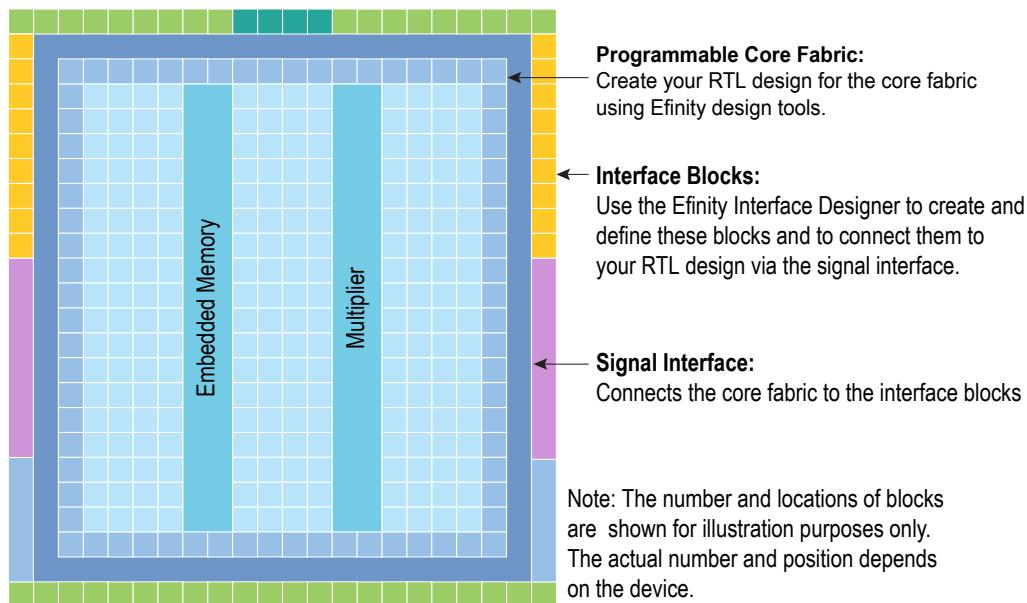 Embedded Memory
Multiplier
Programmable Core Fabric:
Create your RTL design for the core fabric
using Efinity design tools.
Interface Blocks:
Use the Efinity Interface Designer to create and
define these blocks and to connect them to
your RTL design via the signal interface.
Signal Interface:
Connects the core fabric to the interface blocks
Note: The number and locations of blocks
are shown for illustration purposes only.
The actual number and position depends
on the device.